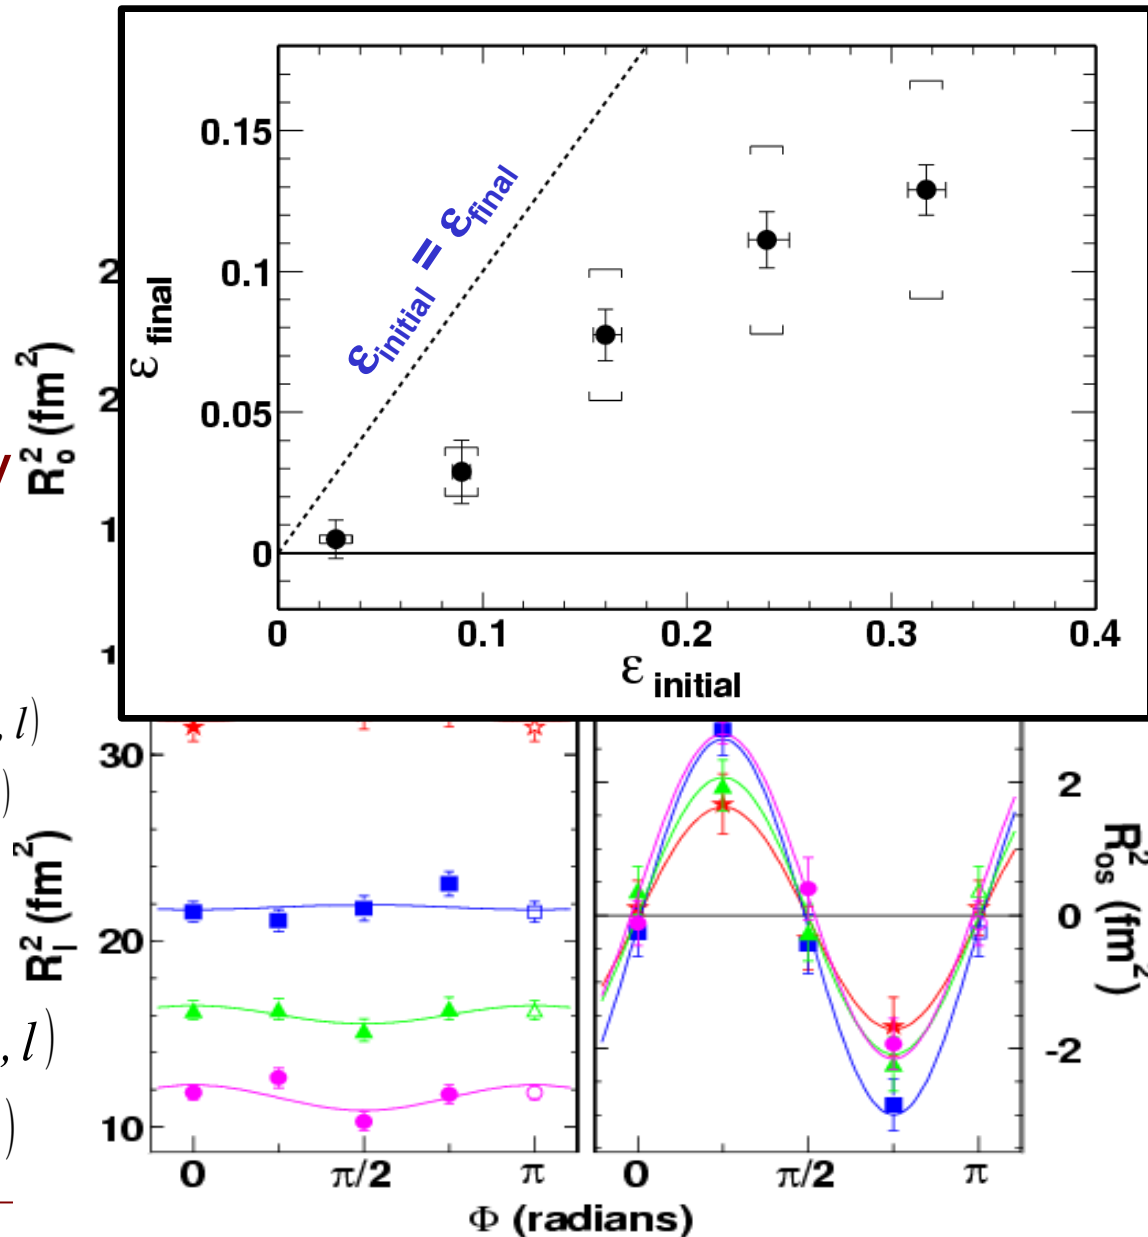 0.15
0.1
0.05
0
ε final
ε initial = ε final
0 0.1 0.2 0.3 0.4
ε initial
2
2
1
1
R²o (fm²)
y
, l)
)
, l)
)
30
20
10
R²l (fm²)
0 π/2 π
2
0
-2
R²os (fm²)
0 π/2 π
Φ (radians)